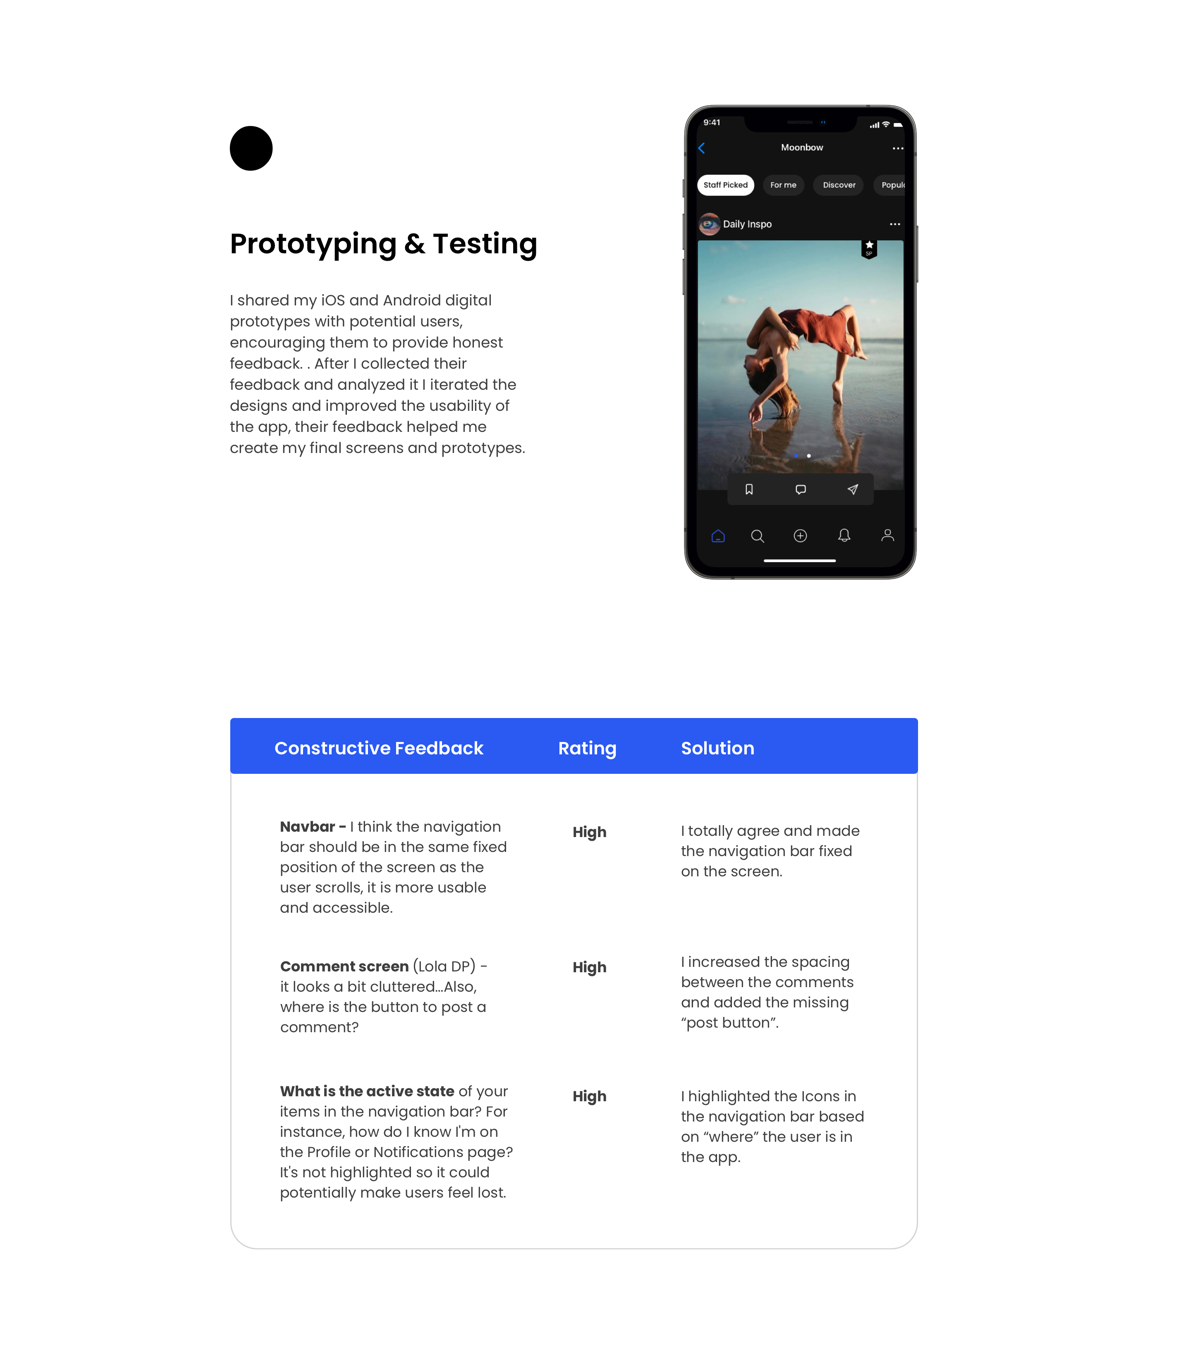 Prototyping & Testing
I shared my iOS and Android digital
prototypes with potential users,
encouraging them to provide honest
feedback. . After I collected their
feedback and analyzed it I iterated the
designs and improved the usability of
the app, their feedback helped me
create my final screens and prototypes.
9:41
Moonbow
Staff Picked For me Discover Popula
Daily Inspo
SP
Constructive Feedback Rating Solution
Navbar - I think the navigation
bar should be in the same fixed
position of the screen as the
user scrolls, it is more usable
and accessible.
High
I totally agree and made
the navigation bar fixed
on the screen.
Comment screen (Lola DP) -
it looks a bit cluttered...Also,
where is the button to post a
comment?
High
I increased the spacing
between the comments
and added the missing
“post button”.
What is the active state of your
items in the navigation bar? For
instance, how do I know I'm on
the Profile or Notifications page?
It's not highlighted so it could
potentially make users feel lost.
High
I highlighted the Icons in
the navigation bar based
on “where” the user is in
the app.